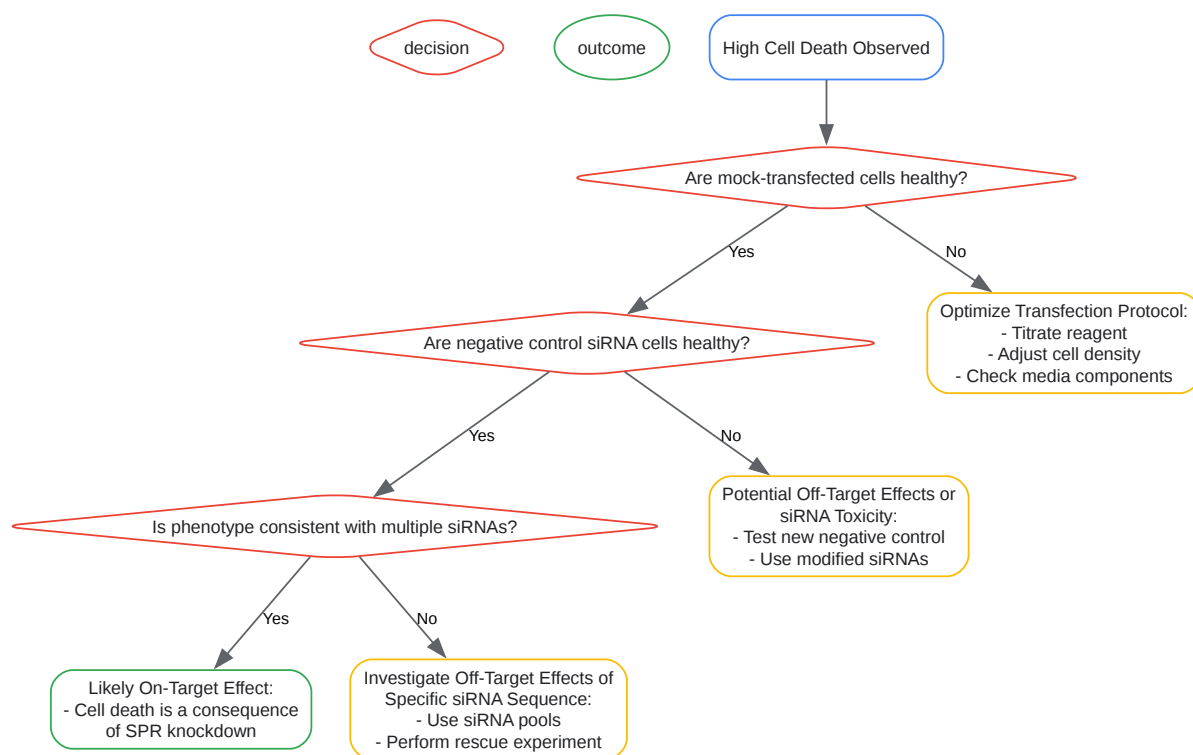 decision
outcome
High Cell Death Observed
Are mock-transfected cells healthy?
Yes
No
Optimize Transfection Protocol:
- Titrate reagent
- Adjust cell density
- Check media components
Are negative control siRNA cells healthy?
Yes
No
Potential Off-Target Effects or
siRNA Toxicity:
- Test new negative control
- Use modified siRNAs
Is phenotype consistent with multiple siRNAs?
Yes
No
Likely On-Target Effect:
- Cell death is a consequence
of SPR knockdown
Investigate Off-Target Effects of
Specific siRNA Sequence:
- Use siRNA pools
- Perform rescue experiment